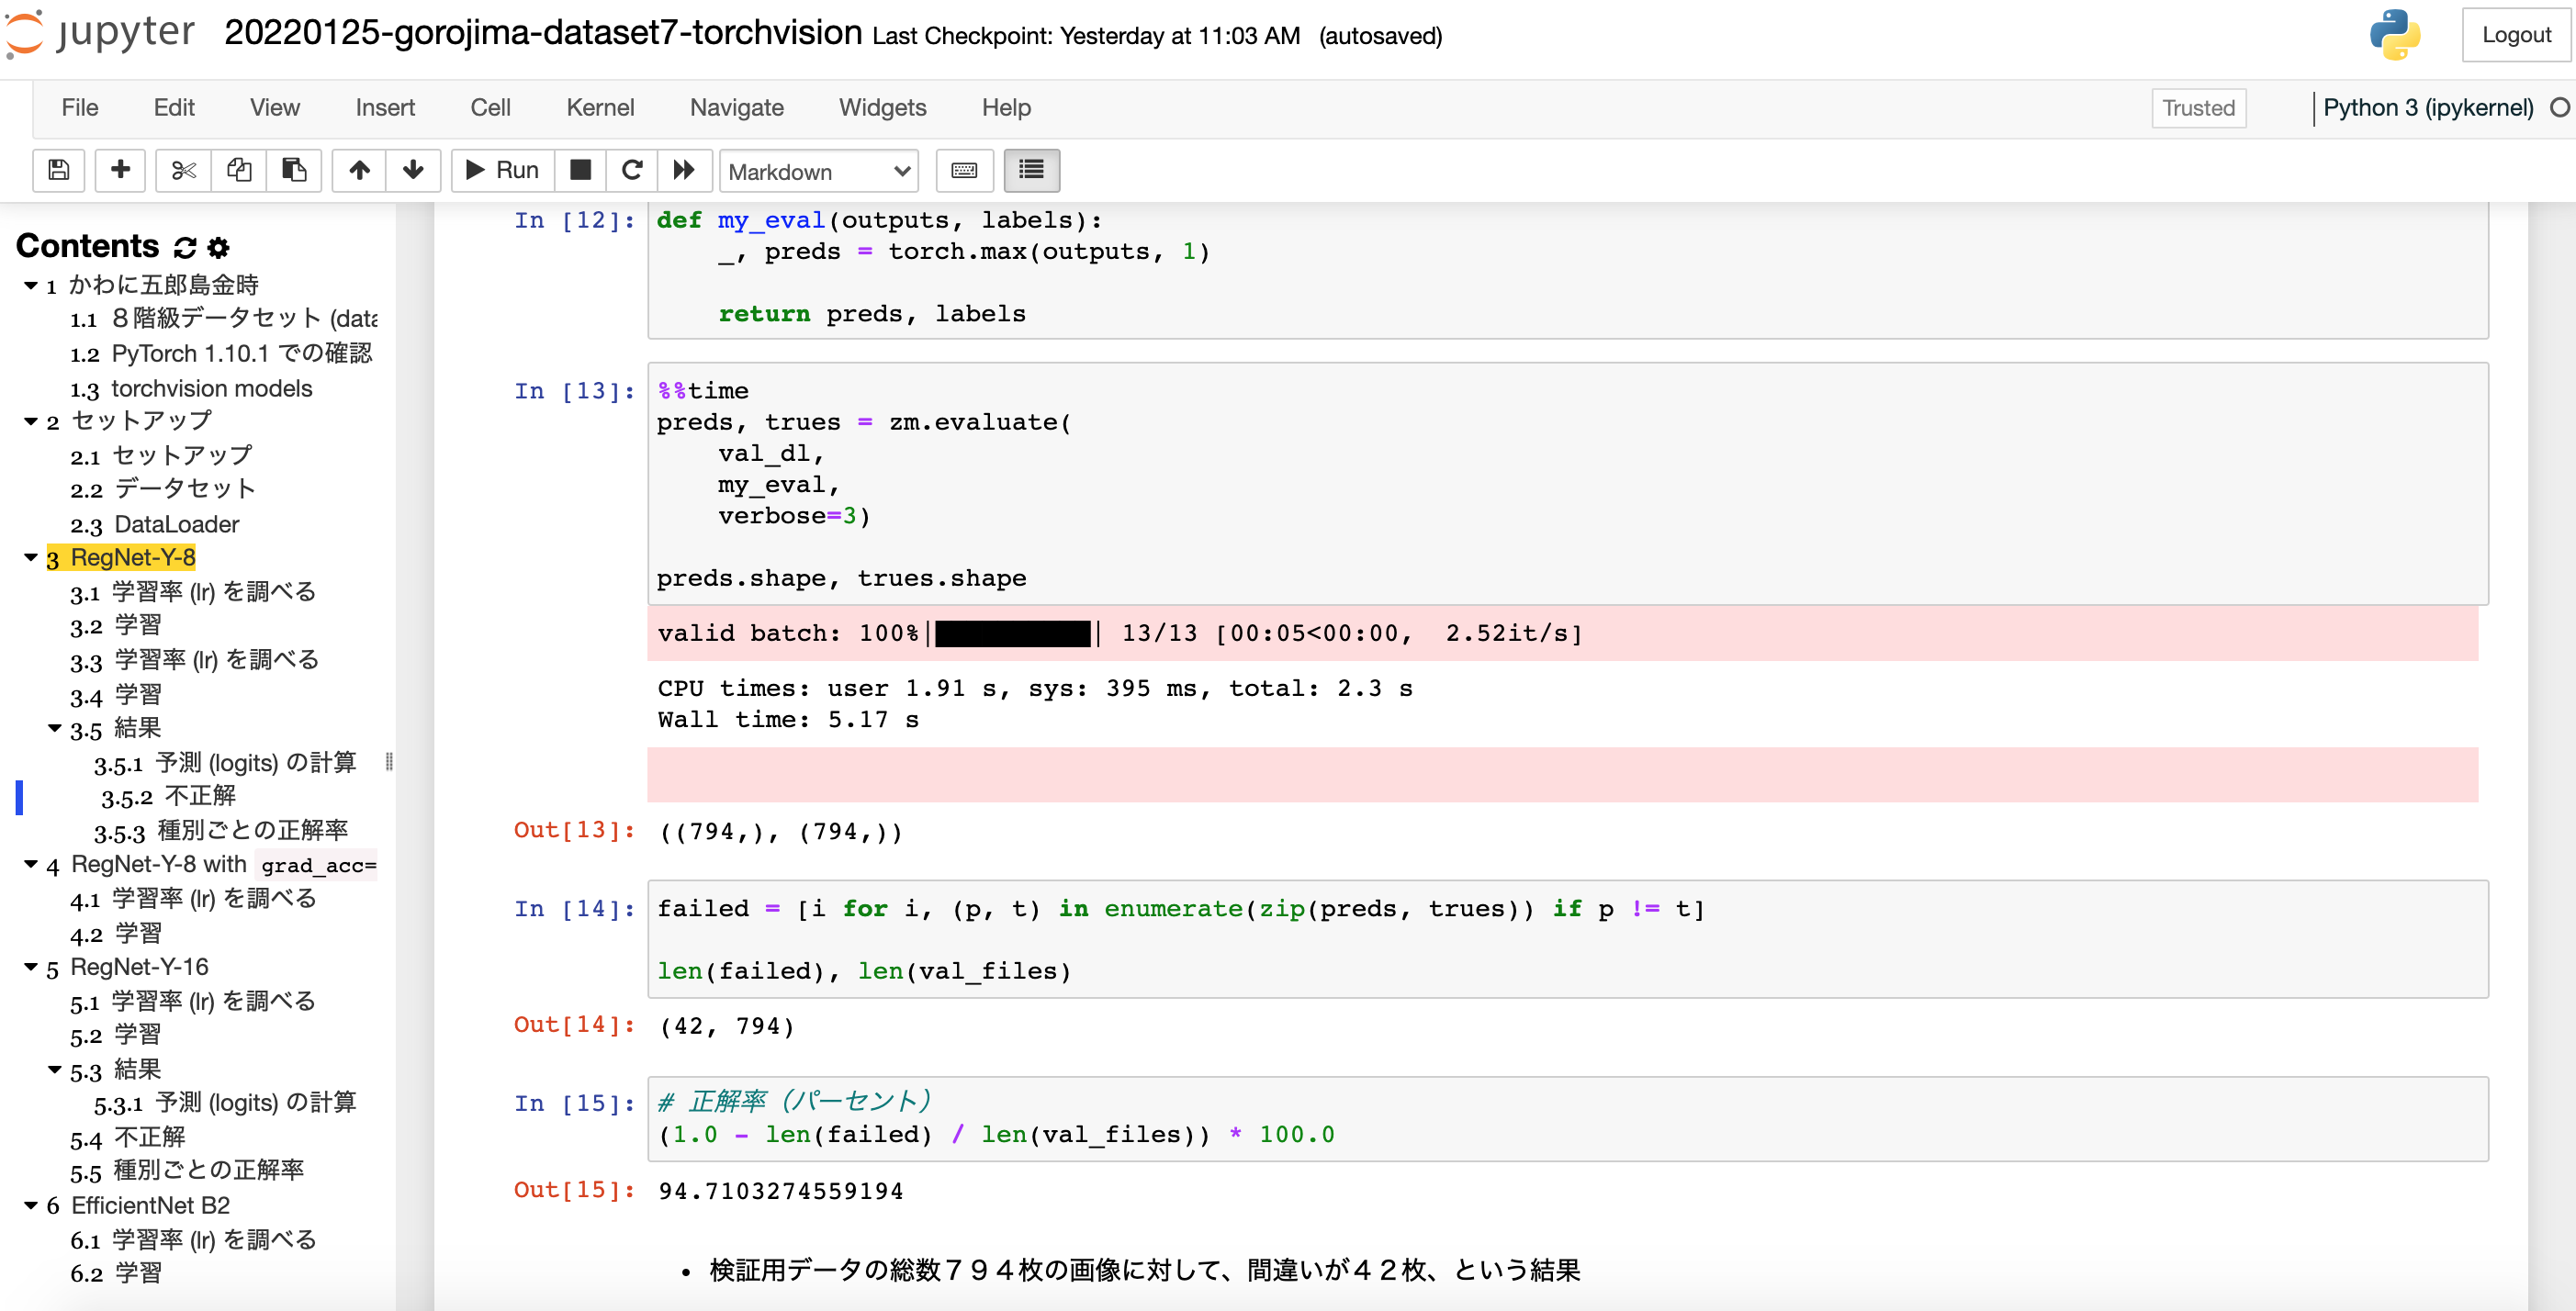 jupyter 20220125-gorojima-dataset7-torchvision Last Checkpoint: Yesterday at 11:03 AM (autosaved)
Logout
File Edit View Insert Cell Kernel Navigate Widgets Help
Trusted
Python 3 (ipykernel)
Run
Markdown
Contents
1 かわに五郎島金時
1.1 ８階級データセット (data
1.2 PyTorch 1.10.1 での確認
1.3 torchvision models
2 セットアップ
2.1 セットアップ
2.2 データセット
2.3 DataLoader
3 RegNet-Y-8
3.1 学習率 (lr) を調べる
3.2 学習
3.3 学習率 (lr) を調べる
3.4 学習
3.5 結果
3.5.1 予測 (logits) の計算
3.5.2 不正解
3.5.3 種別ごとの正解率
4 RegNet-Y-8 with grad_acc=
4.1 学習率 (lr) を調べる
4.2 学習
5 RegNet-Y-16
5.1 学習率 (lr) を調べる
5.2 学習
5.3 結果
5.3.1 予測 (logits) の計算
5.4 不正解
5.5 種別ごとの正解率
6 EfficientNet B2
6.1 学習率 (lr) を調べる
6.2 学習
In [12]: def my_eval(outputs, labels):
_, preds = torch.max(outputs, 1)
return preds, labels
In [13]: %%time
preds, trues = zm.evaluate(
val_dl,
my_eval,
verbose=3)
preds.shape, trues.shape
valid batch: 100%|██████████| 13/13 [00:05<00:00, 2.52it/s]
CPU times: user 1.91 s, sys: 395 ms, total: 2.3 s
Wall time: 5.17 s
Out[13]: ((794,), (794,))
In [14]: failed = [i for i, (p, t) in enumerate(zip(preds, trues)) if p != t]
len(failed), len(val_files)
Out[14]: (42, 794)
In [15]: # 正解率（パーセント）
(1.0 - len(failed) / len(val_files)) * 100.0
Out[15]: 94.7103274559194
• 検証用データの総数７９４枚の画像に対して、間違いが４２枚、という結果